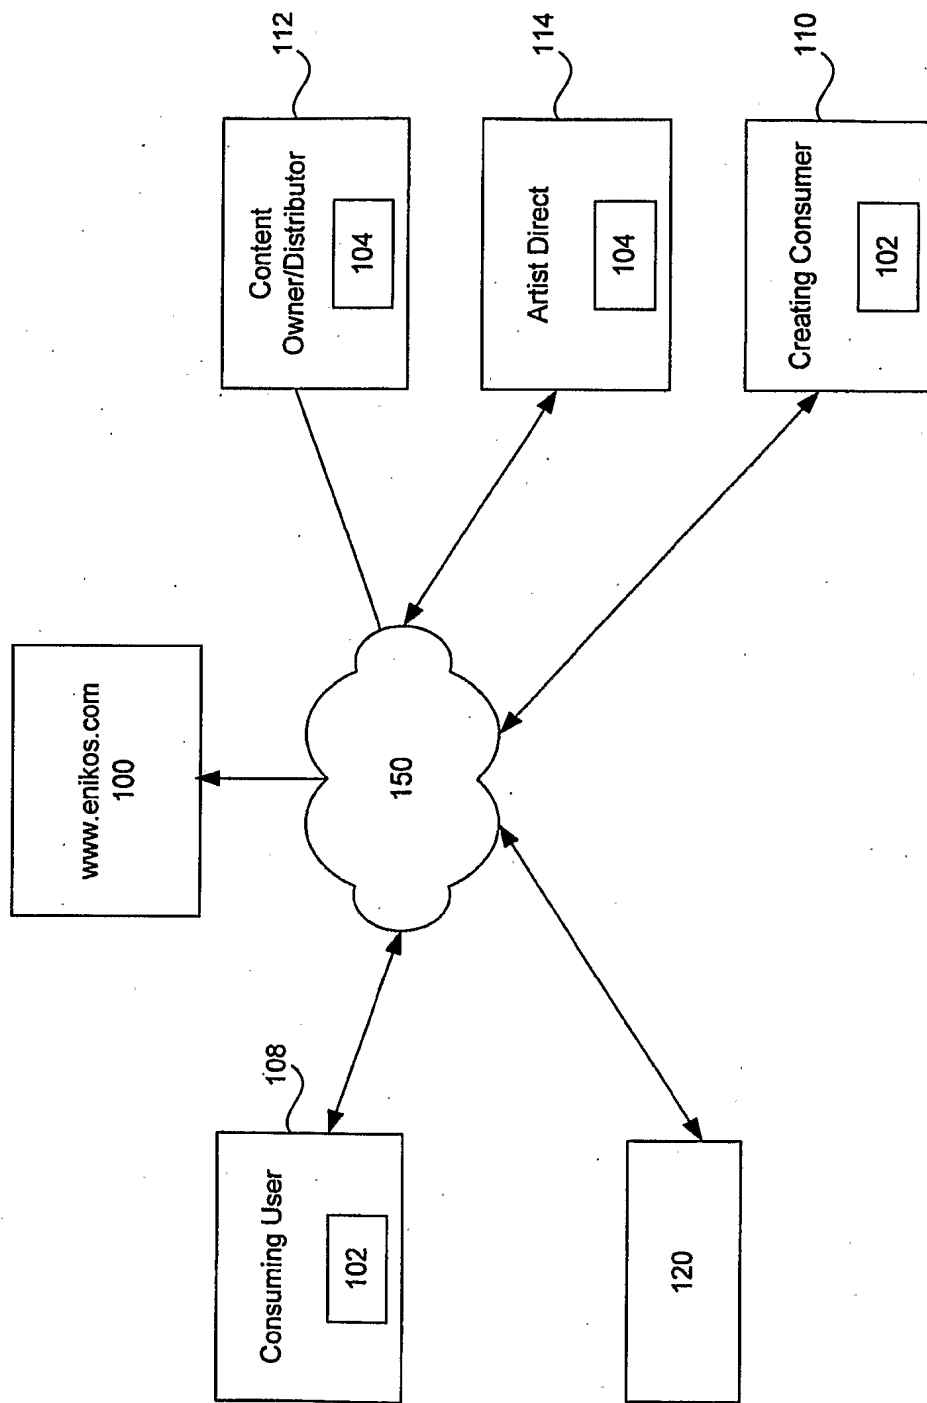 www.enikos.com
100
108
Consuming User
102
120
150
112
Content
Owner/Distributor
104
114
Artist Direct
104
110
Creating Consumer
102